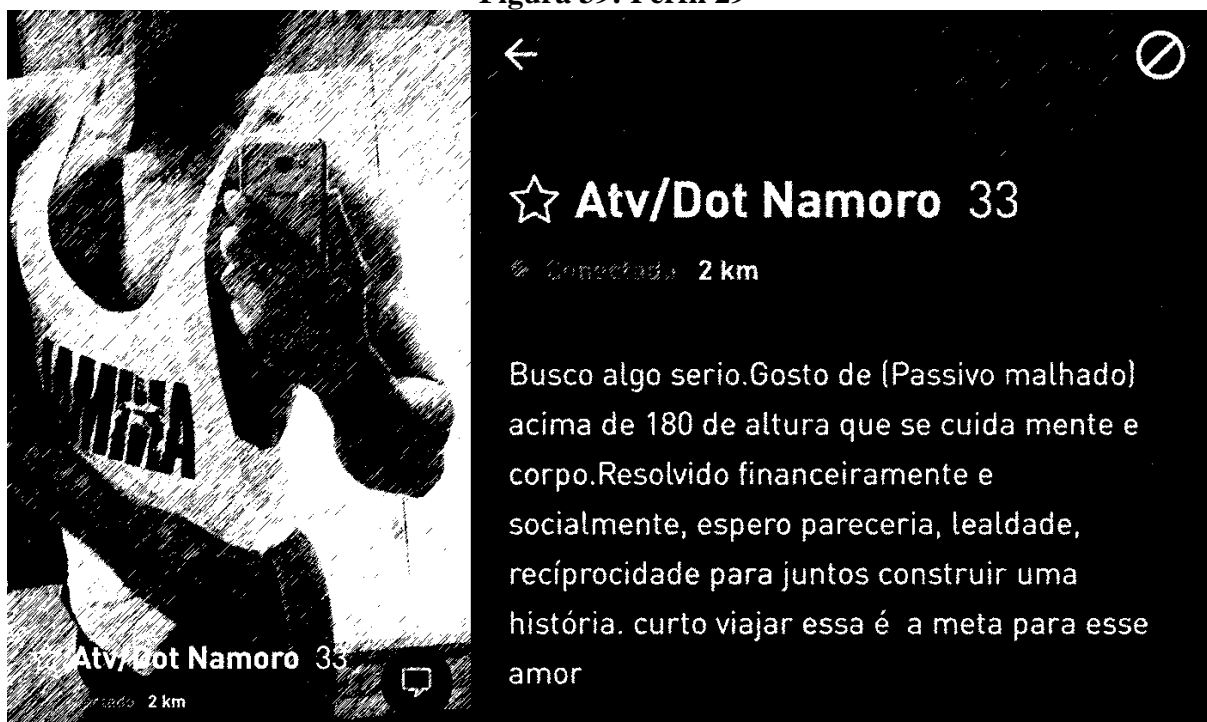 Figura 39: Perfil 29
Atv/Dot Namoro 33
Conectado 2 km
Busco algo serio.Gosto de (Passivo malhado)
acima de 180 de altura que se cuida mente e
corpo.Resolvido financeiramente e
socialmente, espero pareceria, lealdade,
recíprocidade para juntos construir uma
história. curto viajar essa é a meta para esse
amor
Atv/Dot Namoro 33
2 km